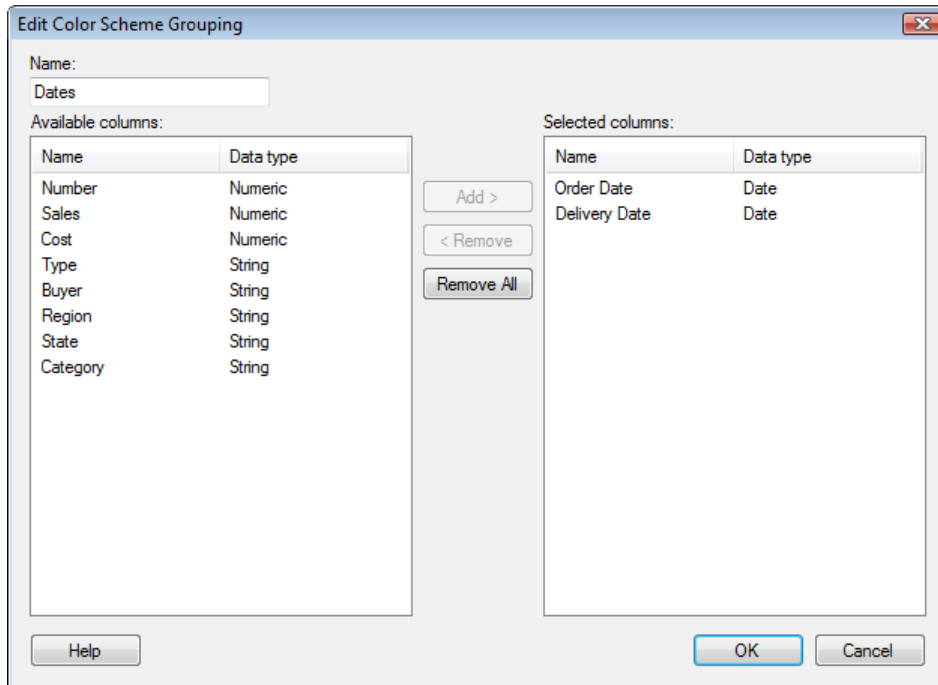 Edit Color Scheme Grouping
Name:
Dates
Available columns:
Name Data type
Number Numeric
Sales Numeric
Cost Numeric
Type String
Buyer String
Region String
State String
Category String
Add >
< Remove
Remove All
Selected columns:
Name Data type
Order Date Date
Delivery Date Date
Help
OK
Cancel